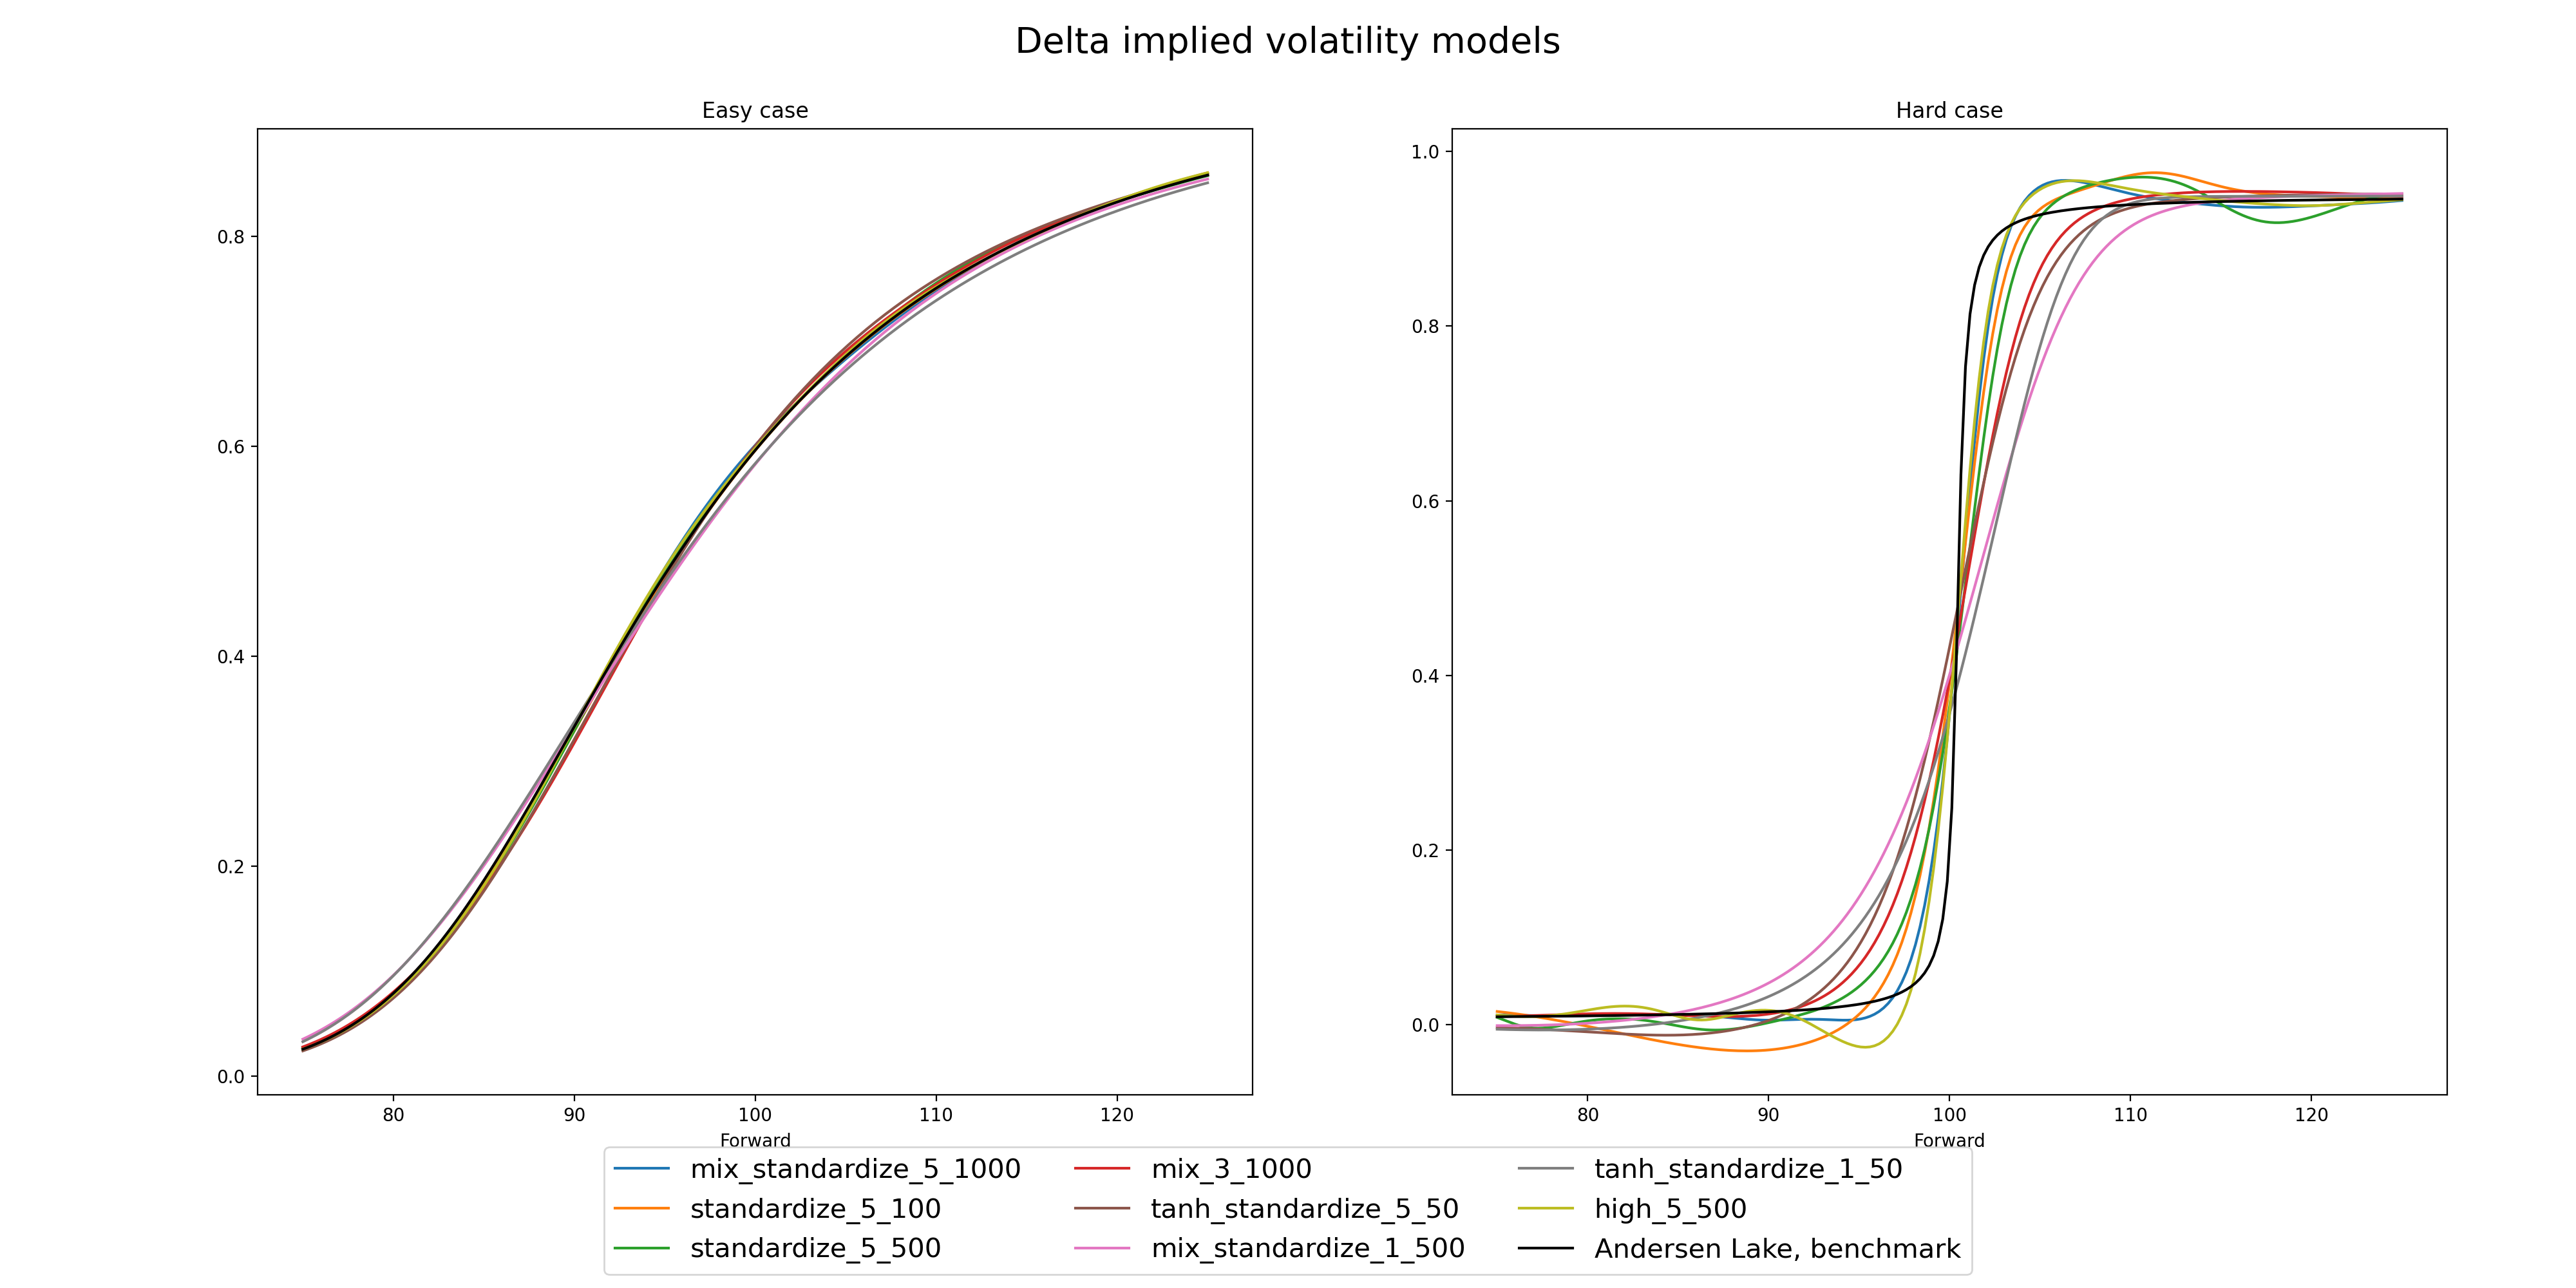 Delta implied volatility models
Easy case
0.8
0.6
0.4
0.2
0.0
80 90 100 110 120
Forward
Hard case
1.0
0.8
0.6
0.4
0.2
0.0
80 90 100 110 120
Forward
mix_standardize_5_1000
standardize_5_100
standardize_5_500
mix_3_1000
tanh_standardize_5_50
mix_standardize_1_500
tanh_standardize_1_50
high_5_500
Andersen Lake, benchmark